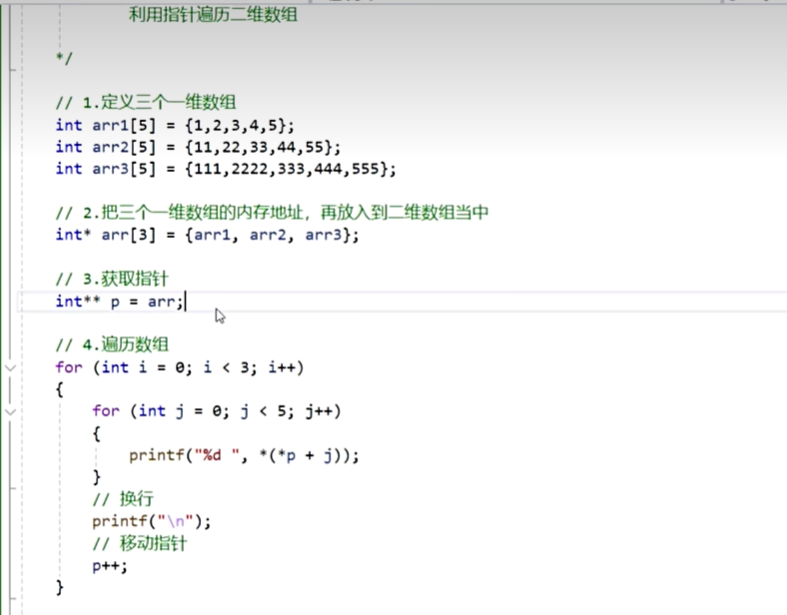 利用指针遍历二维数组
*/
// 1.定义三个一维数组
int arr1[5] = {1,2,3,4,5};
int arr2[5] = {11,22,33,44,55};
int arr3[5] = {111,2222,333,444,555};
// 2.把三个一维数组的内存地址，再放入到二维数组当中
int* arr[3] = {arr1, arr2, arr3};
// 3.获取指针
int** p = arr;
// 4.遍历数组
for (int i = 0; i < 3; i++)
{
for (int j = 0; j < 5; j++)
{
printf("%d ", *(*p + j));
}
// 换行
printf("\n");
// 移动指针
p++;
}